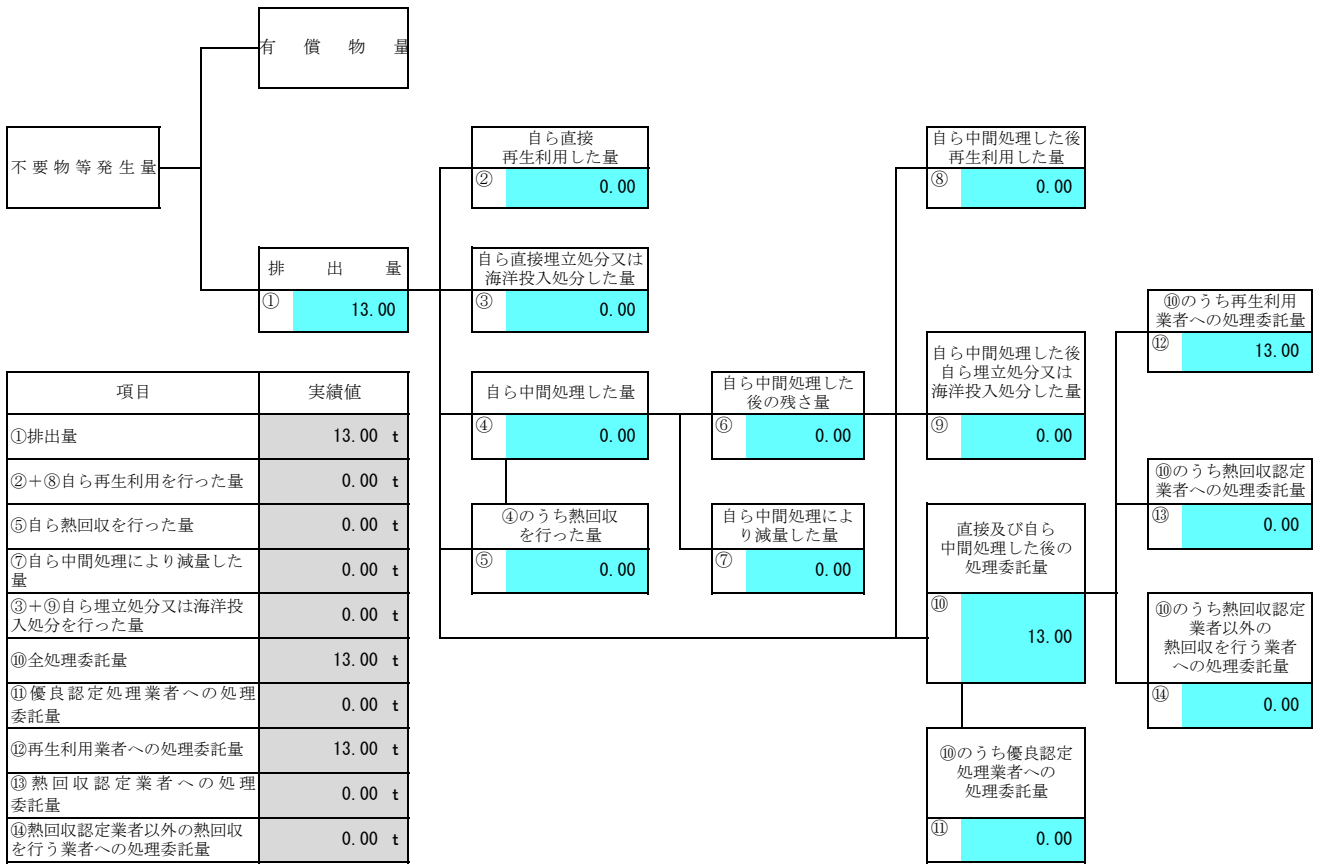 有償物量
不要物等発生量
自ら直接
再生利用した量
② 0.00
自ら中間処理した後
再生利用した量
⑧ 0.00
排出量
① 13.00
自ら直接埋立処分又は
海洋投入処分した量
③ 0.00
⑩のうち再生利用
業者への処理委託量
⑫ 13.00
自ら中間処理した量
④ 0.00
自ら中間処理した
後の残さ量
⑥ 0.00
自ら中間処理した後
自ら埋立処分又は
海洋投入処分した量
⑨ 0.00
⑩のうち熱回収認定
業者への処理委託量
⑬ 0.00
④のうち熱回収
を行った量
⑤ 0.00
自ら中間処理によ
り減量した量
⑦ 0.00
直接及び自ら
中間処理した後の
処理委託量
⑩ 13.00
⑩のうち熱回収認定
業者以外の
熱回収を行う業者
への処理委託量
⑭ 0.00
⑩のうち優良認定
処理業者への
処理委託量
⑪ 0.00
項目 実績値
①排出量 13.00 t
②+⑧自ら再生利用を行った量 0.00 t
⑤自ら熱回収を行った量 0.00 t
⑦自ら中間処理により減量した
量 0.00 t
③+⑨自ら埋立処分又は海洋投
入処分を行った量 0.00 t
⑩全処理委託量 13.00 t
⑪優良認定処理業者への処理
委託量 0.00 t
⑫再生利用業者への処理委託量 13.00 t
⑬熱回収認定業者への処理
委託量 0.00 t
⑭熱回収認定業者以外の熱回収
を行う業者への処理委託量 0.00 t